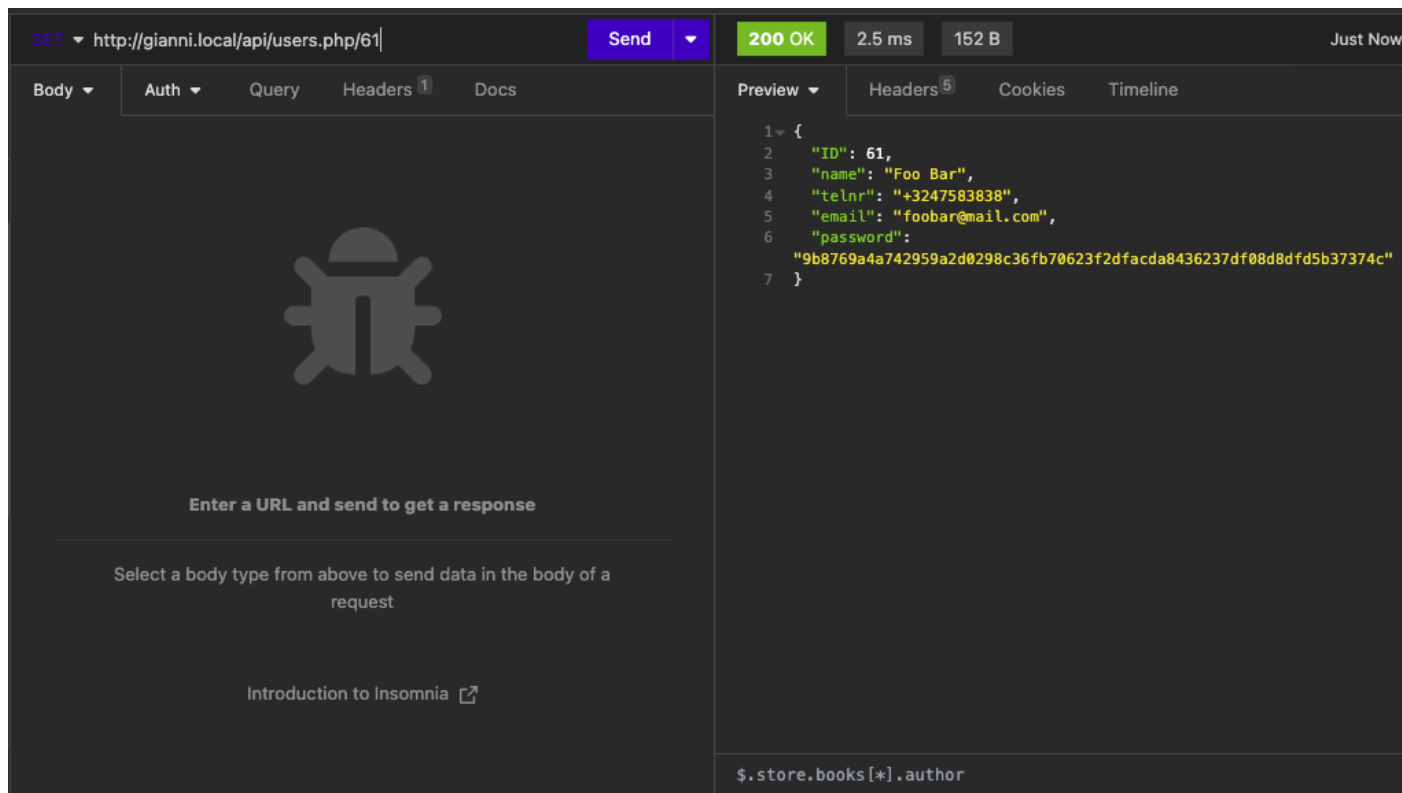 GET http://gianni.local/api/users.php/61 Send
200 OK 2.5 ms 152 B Just Now
Body Auth Query Headers 1 Docs
Preview Headers 5 Cookies Timeline
1 {
2 "ID": 61,
3 "name": "Foo Bar",
4 "telnr": "+3247583838",
5 "email": "foobar@mail.com",
6 "password":
"9b8769a4a742959a2d0298c36fb70623f2dfacda8436237df08d8dfd5b37374c"
7 }
Enter a URL and send to get a response
Select a body type from above to send data in the body of a
request
Introduction to Insomnia
$.store.books[*].author